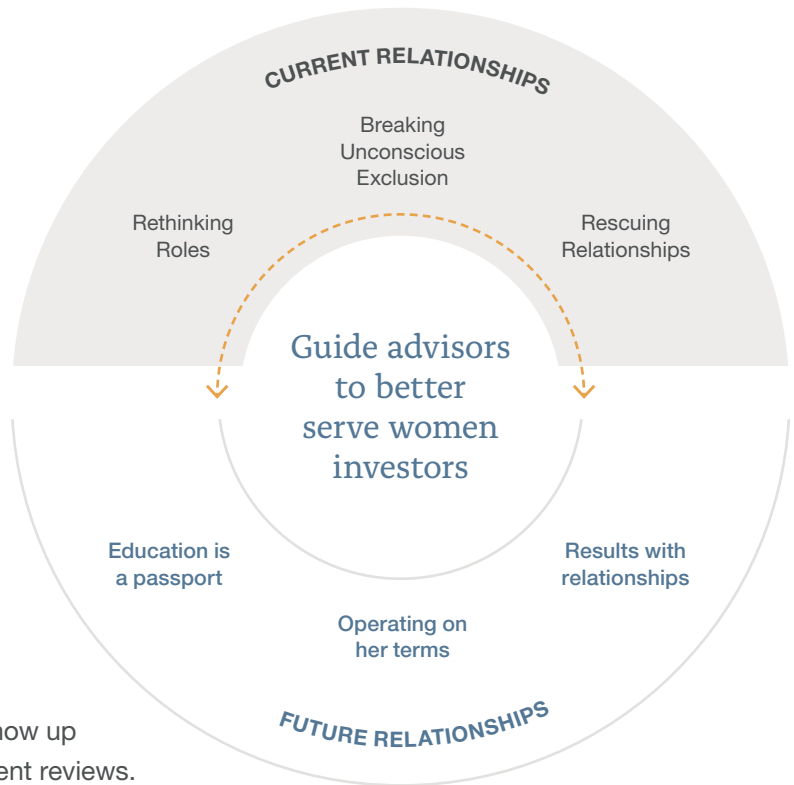 CURRENT RELATIONSHIPS
Breaking
Unconscious
Exclusion
Rethinking
Roles
Rescuing
Relationships
Guide advisors
to better
serve women
investors
Education is
a passport
Results with
relationships
Operating on
her terms
FUTURE RELATIONSHIPS
reviews.